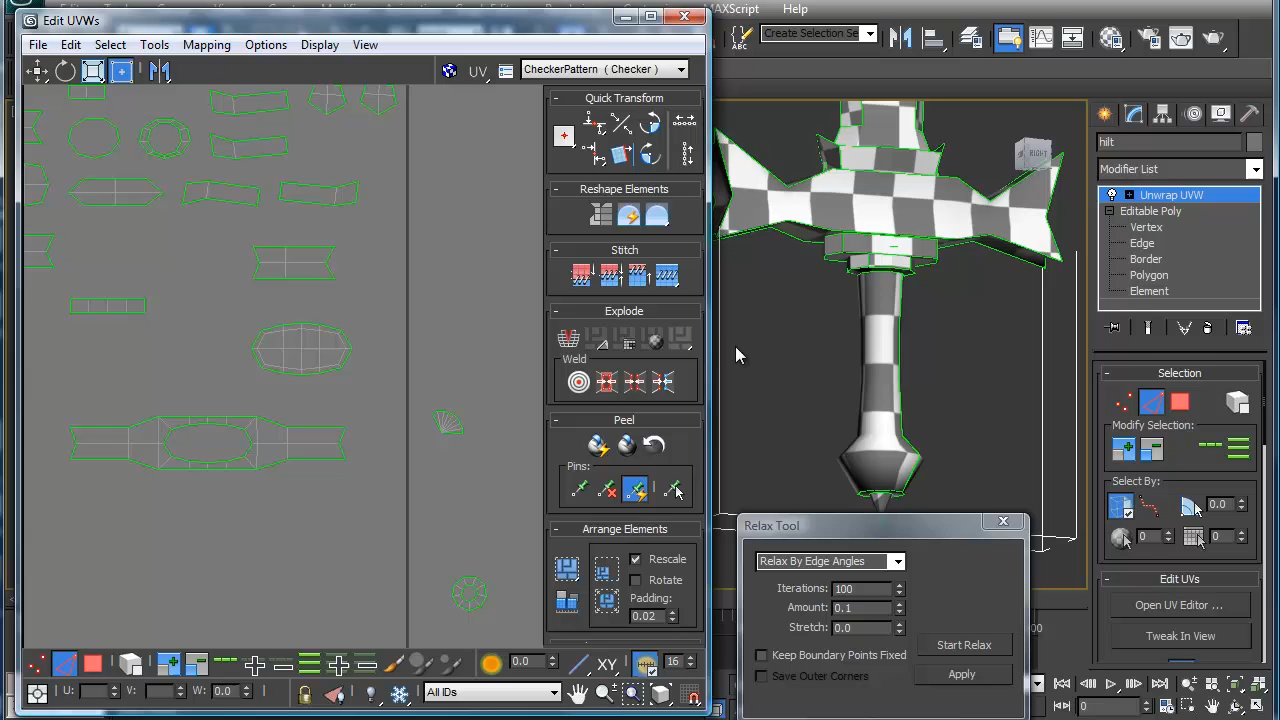 Edit UVWs
MAXScript Help
File Edit Select Tools Mapping Options Display View
ABC
Create Selection Se
UV
CheckerPattern ( Checker )
Quick Transform
Reshape Elements
Stitch
Explode
Weld
Peel
Pins:
Arrange Elements
Rescale
Rotate
Padding:
0.02
RIGHT
hilt
Modifier List
Unwrap UVW
Editable Poly
Vertex
Edge
Border
Polygon
Element
Selection
Modify Selection:
Select By:
0.0
0
0
Edit UVs
Open UV Editor ...
Tweak In View
Relax Tool
Relax By Edge Angles
Iterations: 100
Amount: 0.1
Stretch: 0.0
Start Relax
Keep Boundary Points Fixed
Save Outer Corners
Apply
0.0
XY
16
U:
V:
W: 0.0
All IDs
0